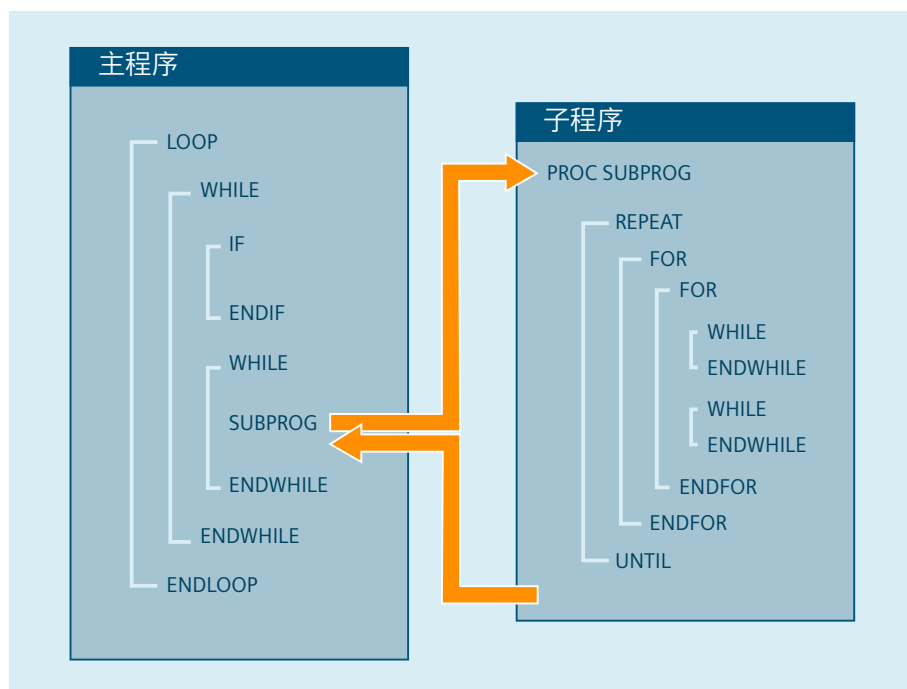 主程序
LOOP
WHILE
IF
ENDIF
WHILE
SUBPROG
ENDWHILE
ENDWHILE
ENDLOOP
子程序
PROC SUBPROG
REPEAT
FOR
FOR
WHILE
ENDWHILE
WHILE
ENDWHILE
ENDFOR
ENDFOR
UNTIL